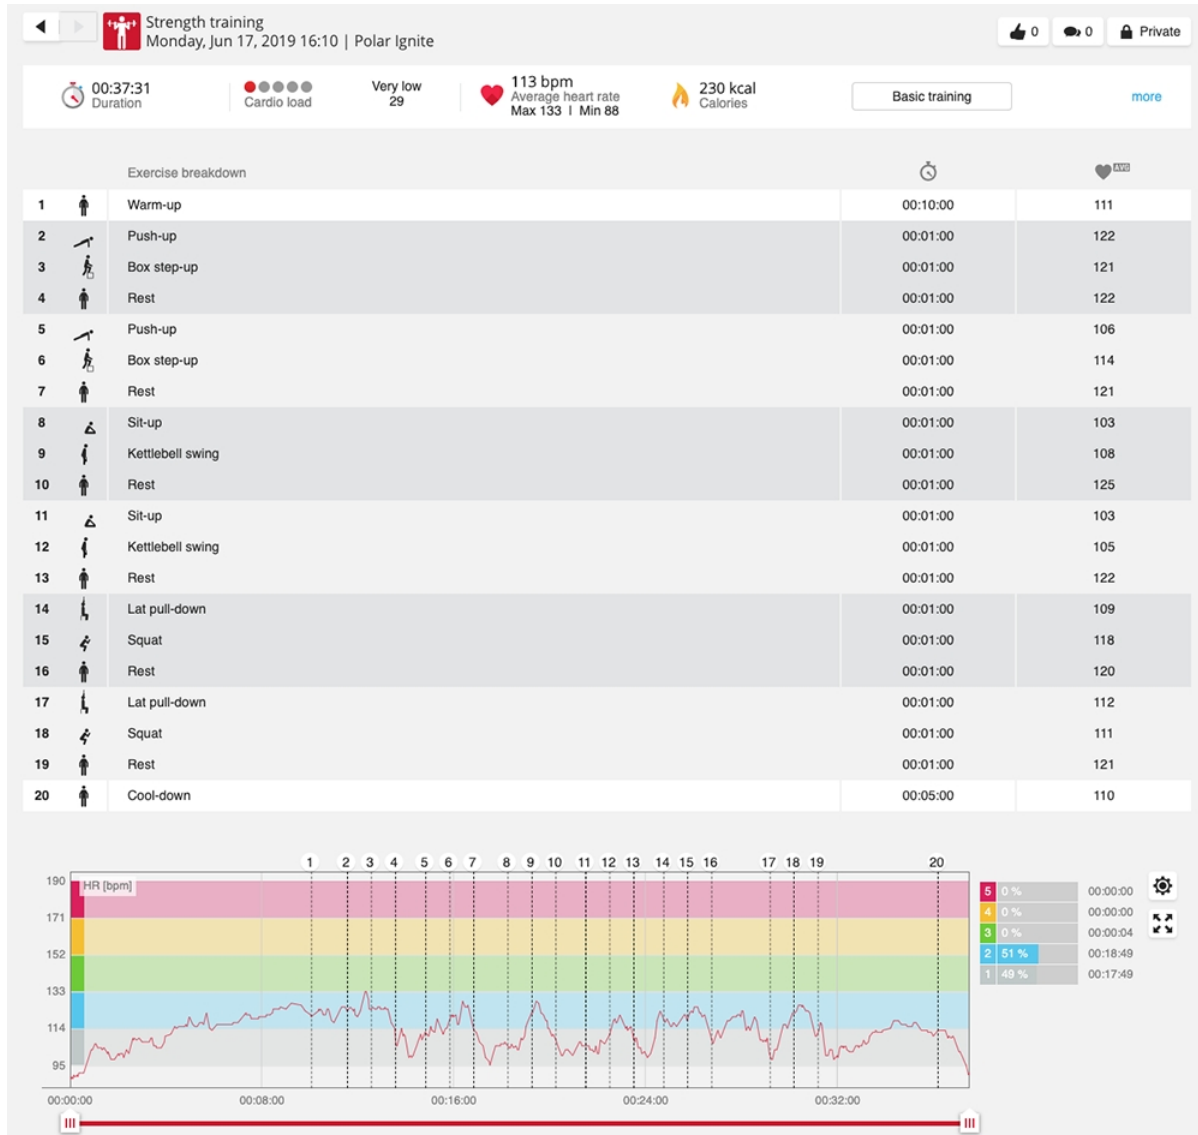 Strength training
Monday, Jun 17, 2019 16:10 | Polar Ignite
0
0
Private
00:37:31
Duration
Cardio load
Very low
29
113 bpm
Average heart rate
Max 133 | Min 88
230 kcal
Calories
Basic training
more
Exercise breakdown
AVG
1 Warm-up 00:10:00 111
2 Push-up 00:01:00 122
3 Box step-up 00:01:00 121
4 Rest 00:01:00 122
5 Push-up 00:01:00 106
6 Box step-up 00:01:00 114
7 Rest 00:01:00 121
8 Sit-up 00:01:00 103
9 Kettlebell swing 00:01:00 108
10 Rest 00:01:00 125
11 Sit-up 00:01:00 103
12 Kettlebell swing 00:01:00 105
13 Rest 00:01:00 122
14 Lat pull-down 00:01:00 109
15 Squat 00:01:00 118
16 Rest 00:01:00 120
17 Lat pull-down 00:01:00 112
18 Squat 00:01:00 111
19 Rest 00:01:00 121
20 Cool-down 00:05:00 110
1 2 3 4 5 6 7 8 9 10 11 12 13 14 15 16 17 18 19 20
HR [bpm]
190
171
152
133
114
95
00:00:00 00:08:00 00:16:00 00:24:00 00:32:00
5 0 % 00:00:00
4 0 % 00:00:00
3 0 % 00:00:04
2 51 % 00:18:49
1 49 % 00:17:49